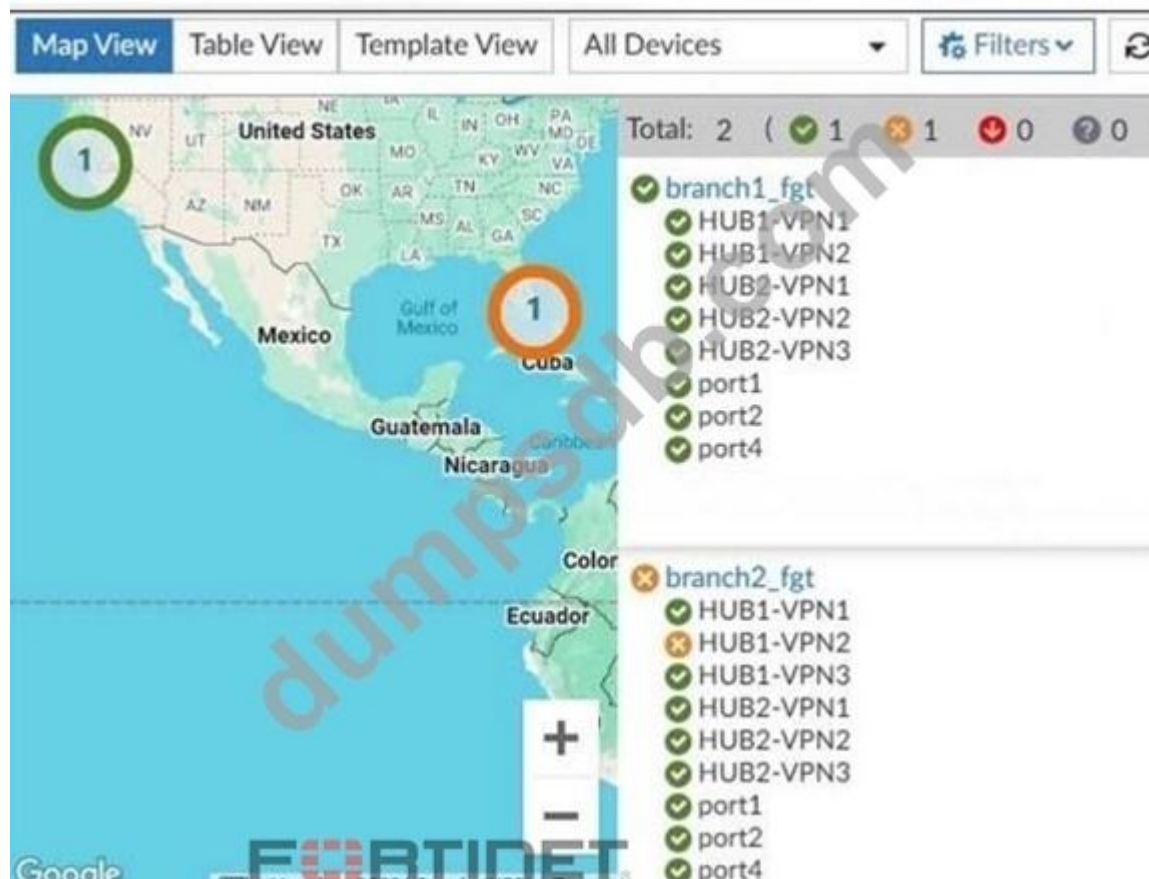 Map View Table View Template View All Devices Filters
Total: 2 ( 1 1 0 0
branch1_fgt
HUB1-VPN1
HUB1-VPN2
HUB2-VPN1
HUB2-VPN2
HUB2-VPN3
port1
port2
port4
branch2_fgt
HUB1-VPN1
HUB1-VPN2
HUB1-VPN3
HUB2-VPN1
HUB2-VPN2
HUB2-VPN3
port1
port2
port4
1
NE
IL IN OH PA
NV UT United States MD DE
MO KY WV VA
OK AR TN NC
AZ NM MS AL GA SC
TX LA
Gulf of
Mexico
1
Mexico
Cuba
Guatemala
Caribbean
Nicaragua
Colom
Ecuador
+
−
Google
FORTINET
dumpsdb.com